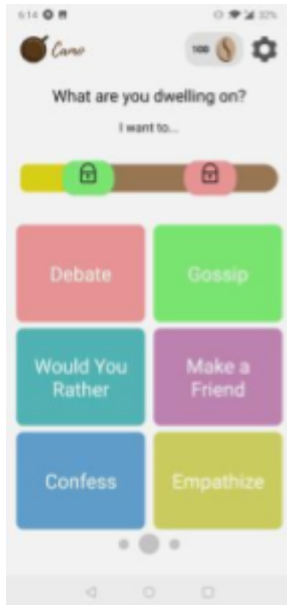 6:14
32%
Camo
100
What are you dwelling on?
I want to...
Debate
Gossip
Would You
Rather
Make a
Friend
Confess
Empathize